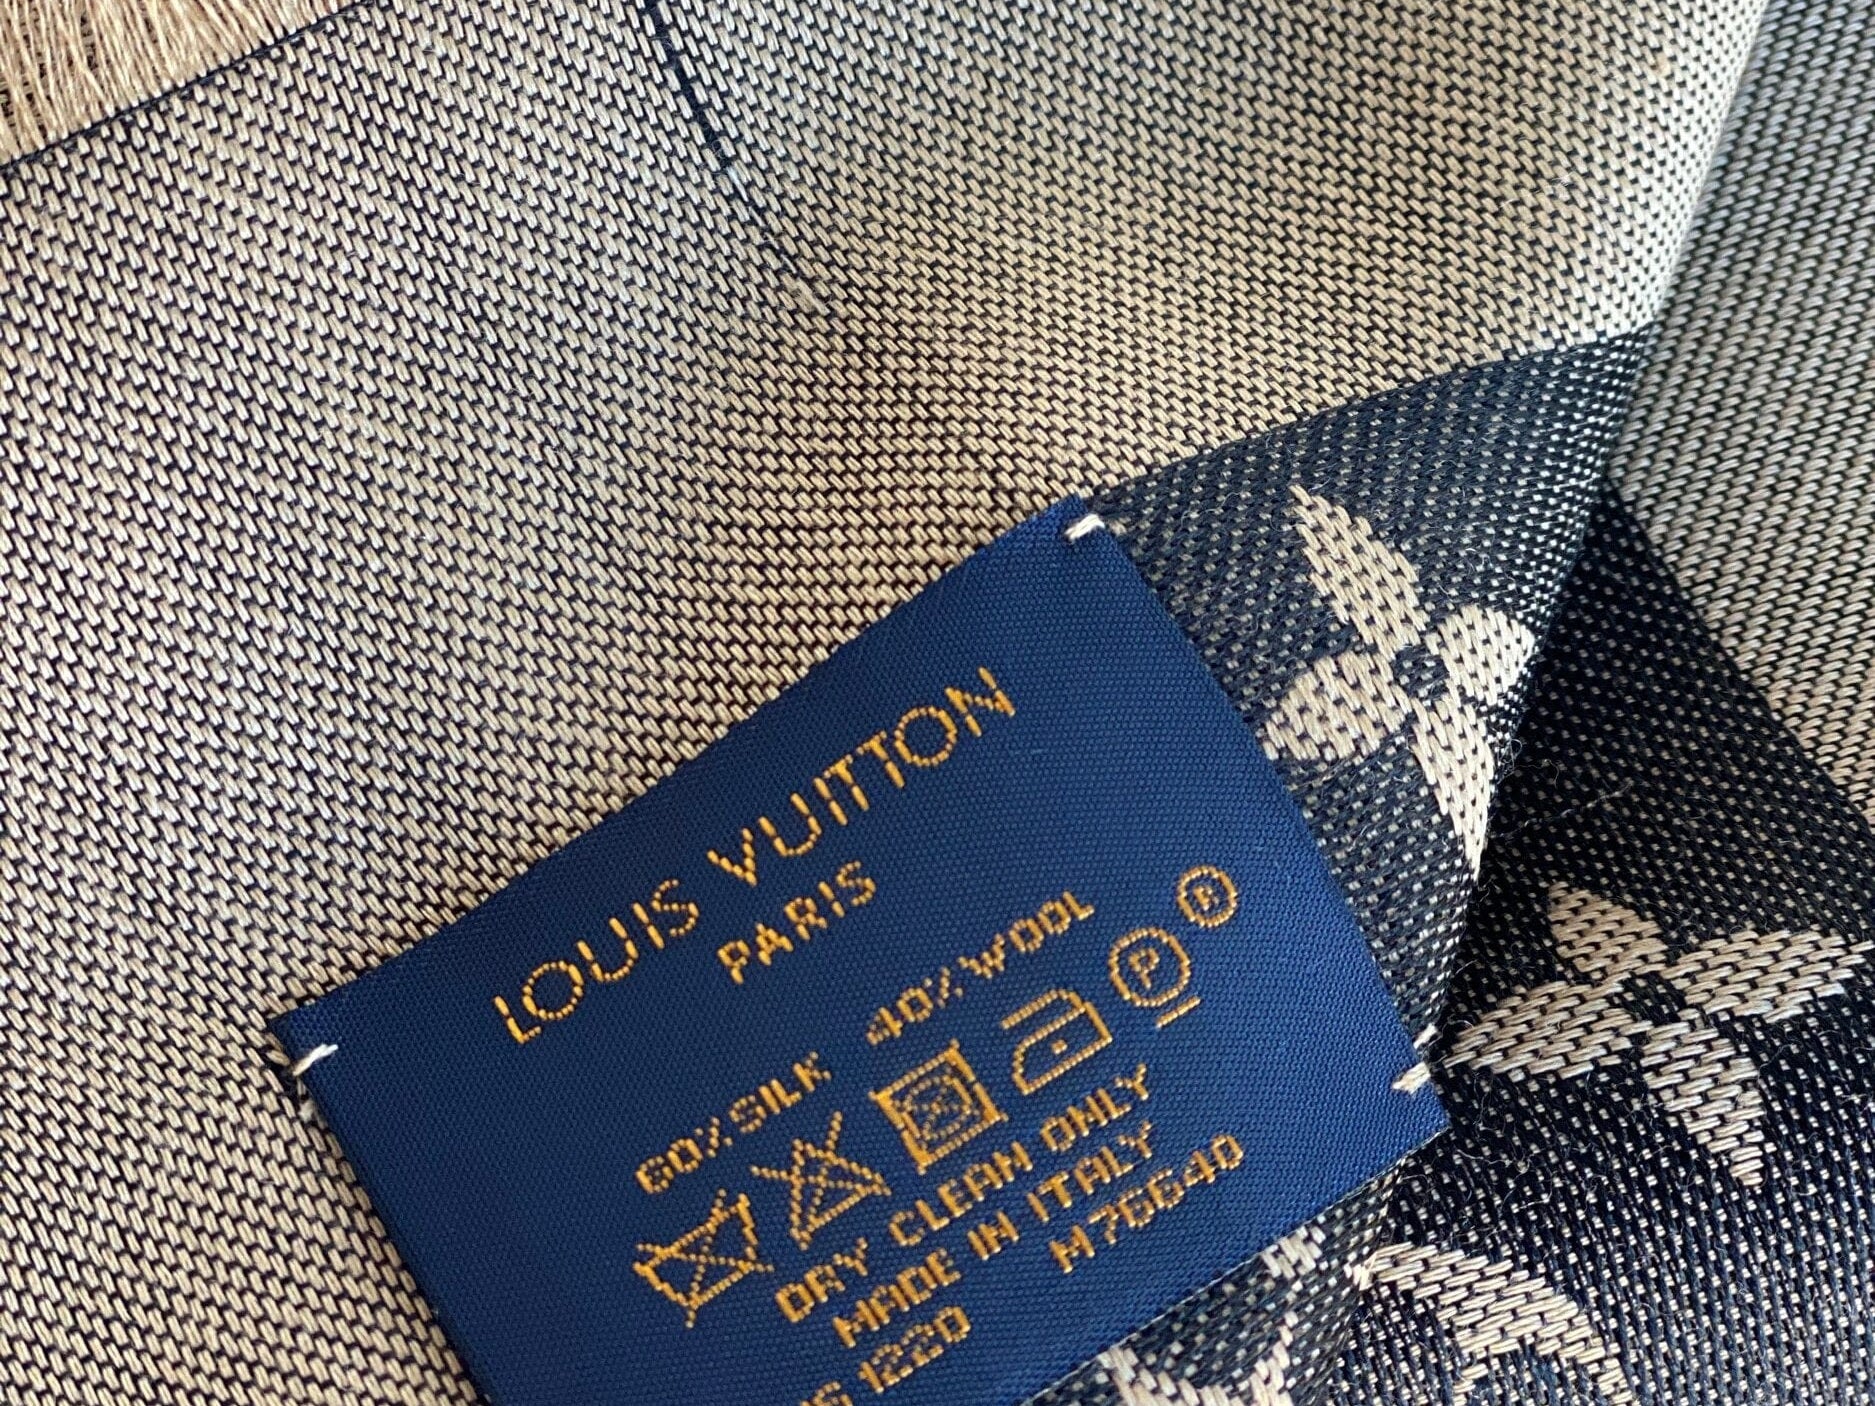 LOUIS VUITTON
PARIS
60% SILK 40% WOOL
P R
DRY CLEAN ONLY
MADE IN ITALY
M76640
1220